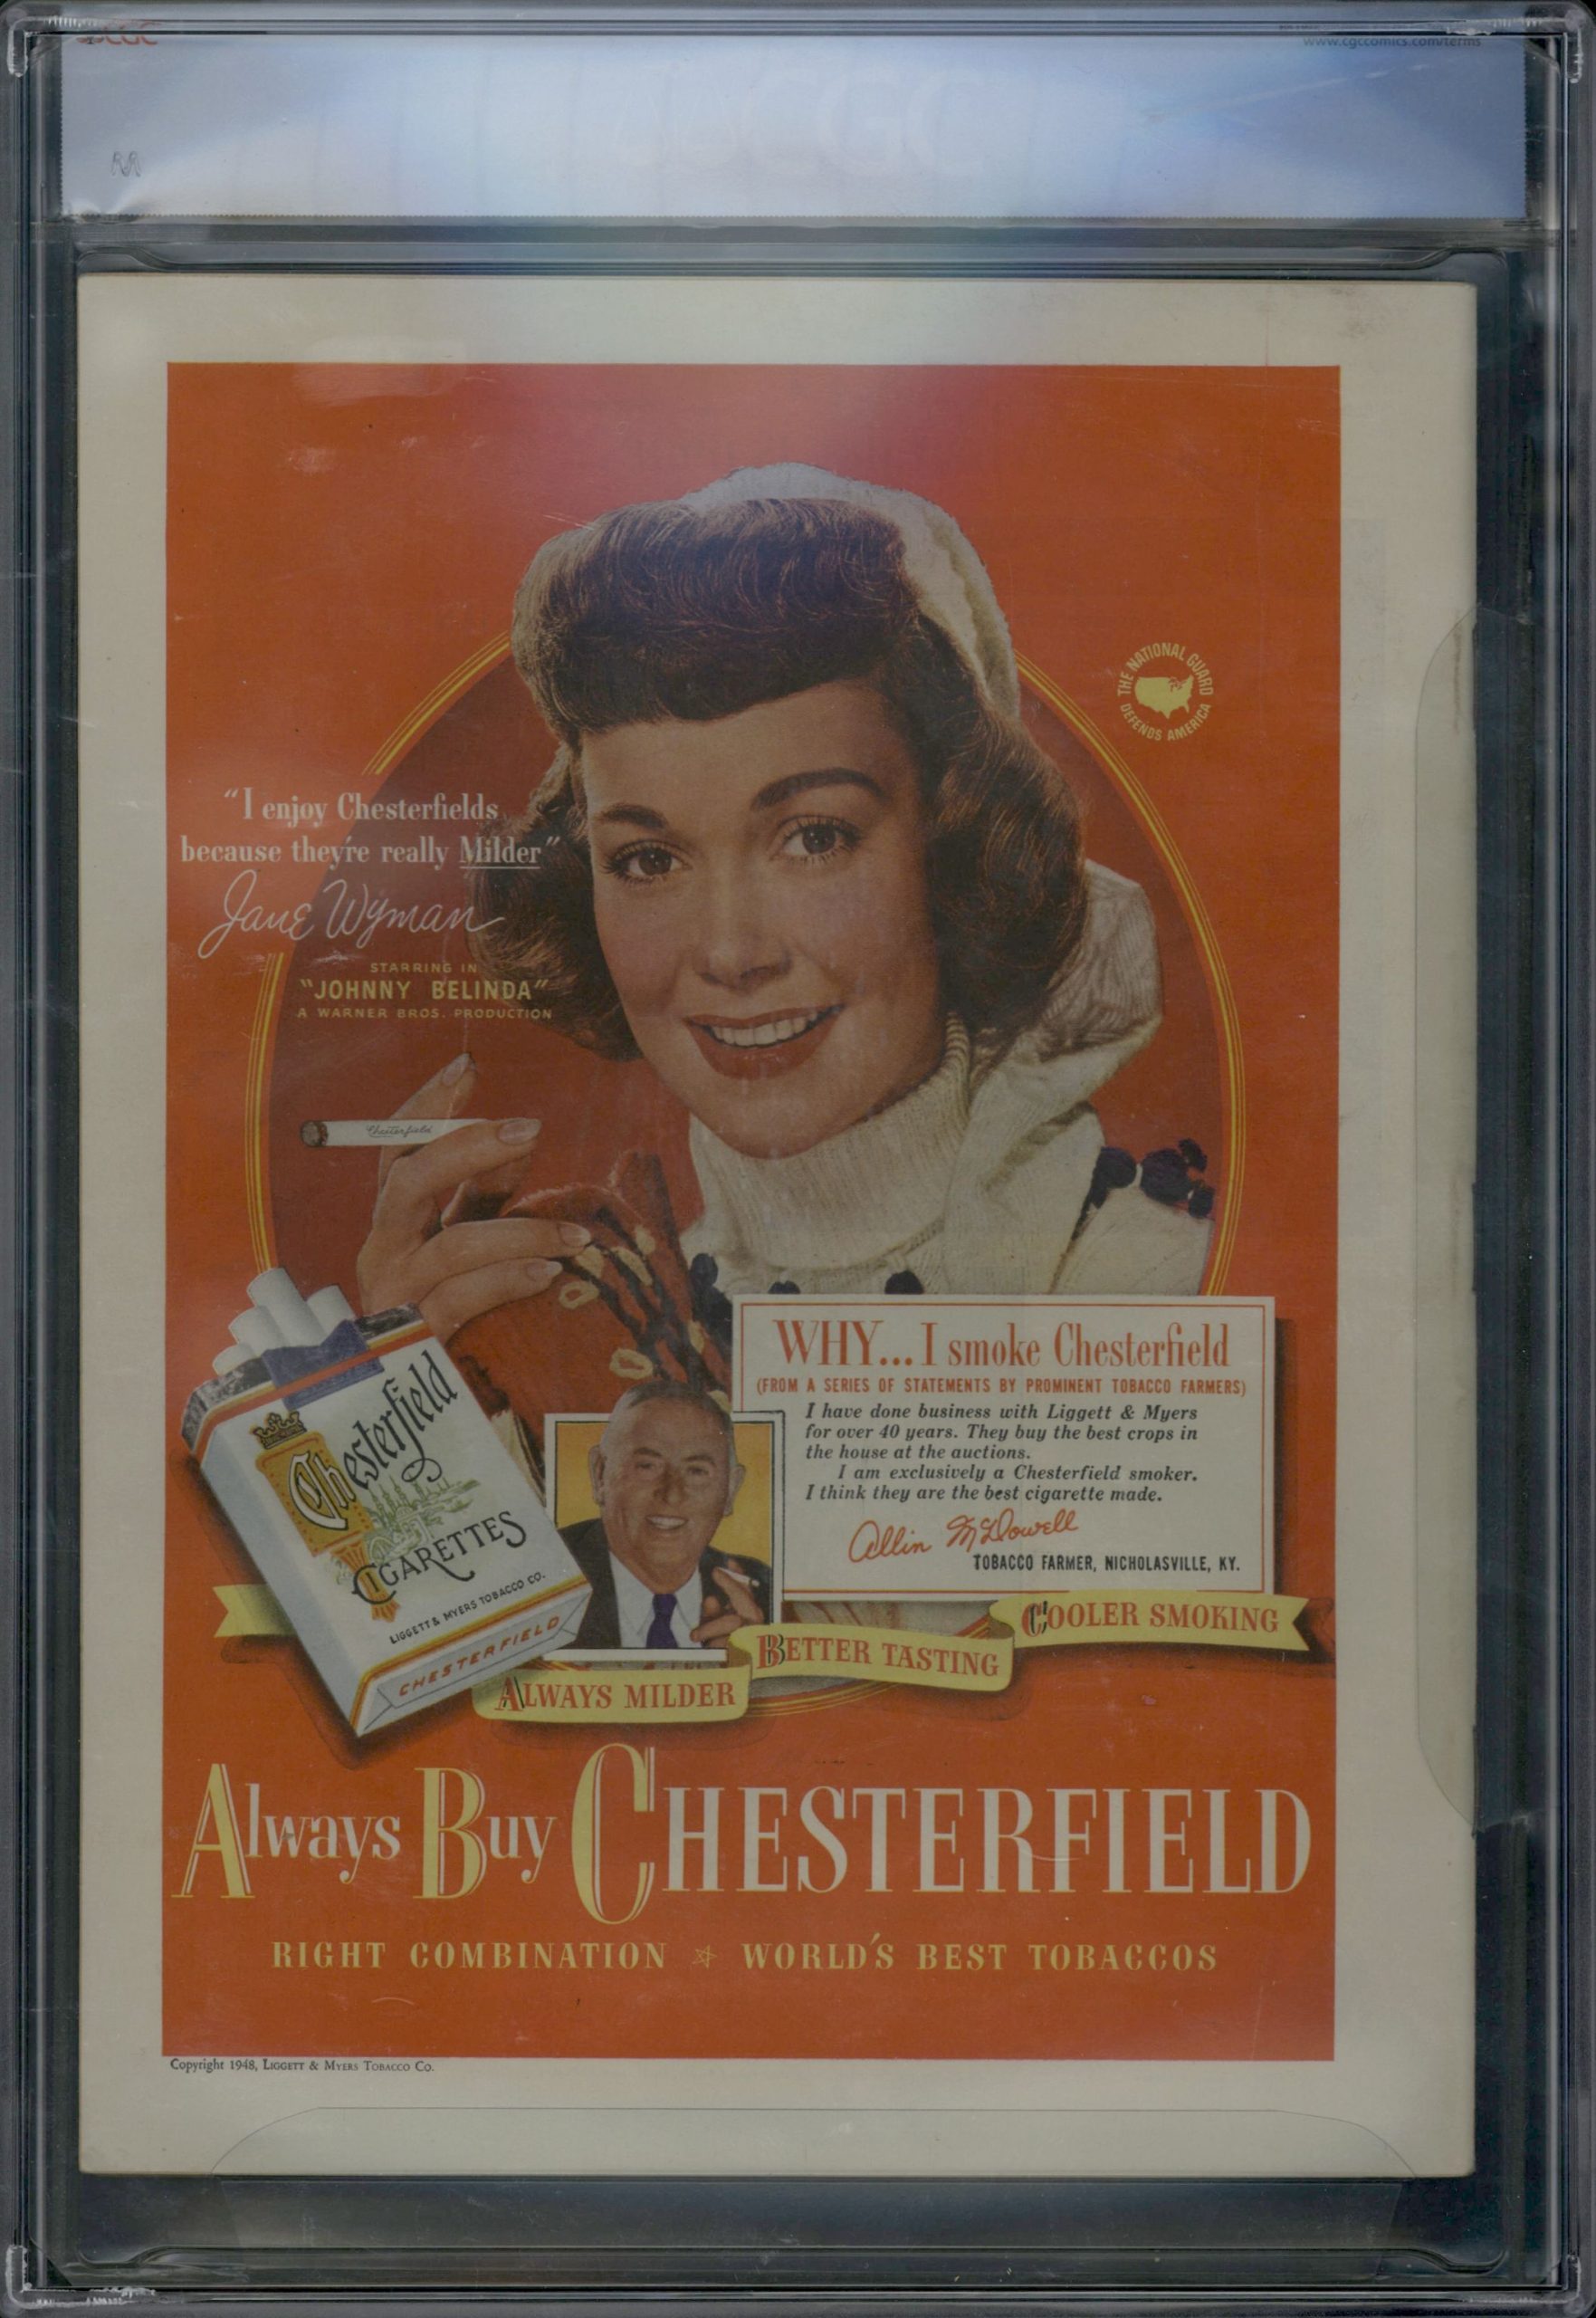 www.cgccomics.com/terms
THE NATIONAL GUARD
DEFENDS AMERICA
“I enjoy Chesterfields
because they're really Milder”
Jane Wyman
STARRING IN
"JOHNNY BELINDA"
A WARNER BROS. PRODUCTION
Chesterfield
Chesterfield
CIGARETTES
LIGGETT & MYERS TOBACCO CO.
CHESTERFIELD
WHY... I smoke Chesterfield
(FROM A SERIES OF STATEMENTS BY PROMINENT TOBACCO FARMERS)
I have done business with Liggett & Myers
for over 40 years. They buy the best crops in
the house at the auctions.
I am exclusively a Chesterfield smoker.
I think they are the best cigarette made.
Allin McDowell
TOBACCO FARMER, NICHOLASVILLE, KY.
ALWAYS MILDER
BETTER TASTING
COOLER SMOKING
Always Buy CHESTERFIELD
RIGHT COMBINATION ☆ WORLD'S BEST TOBACCOS
Copyright 1948, LIGGETT & MYERS TOBACCO CO.